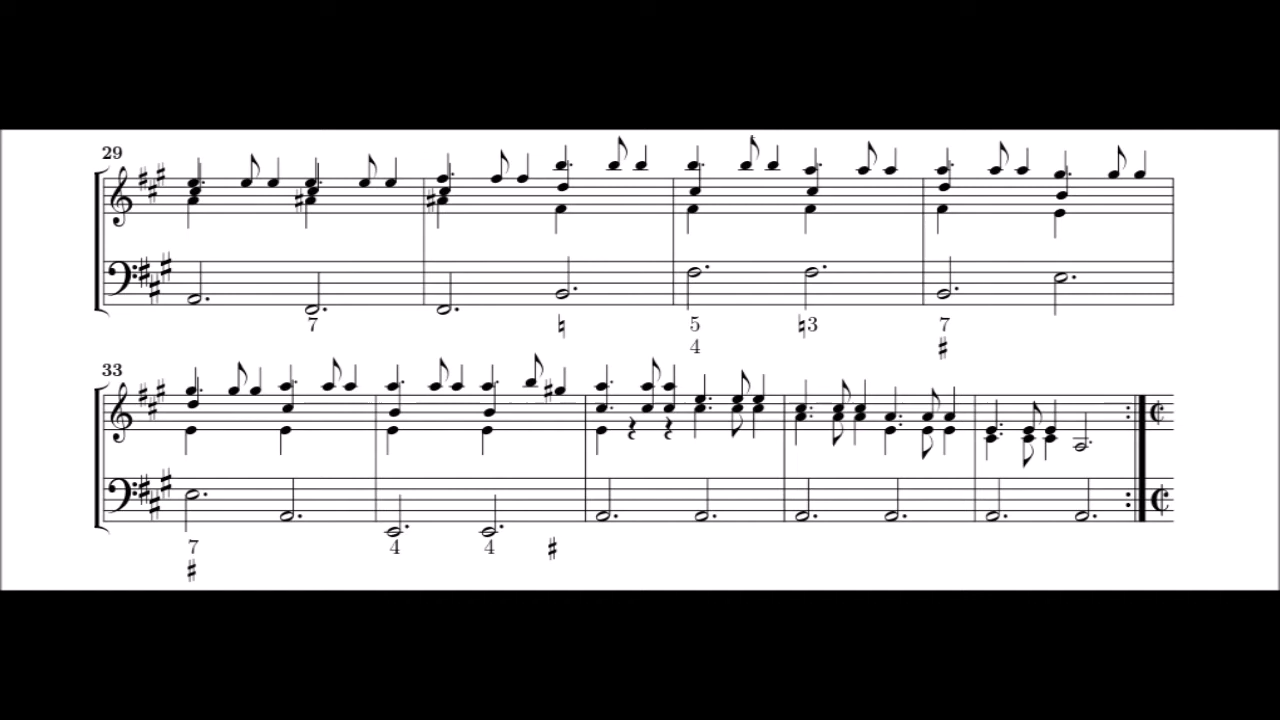 29
7 ♮ 5 ♮3 7
4 ♯
33
7 4 4 ♯
♯